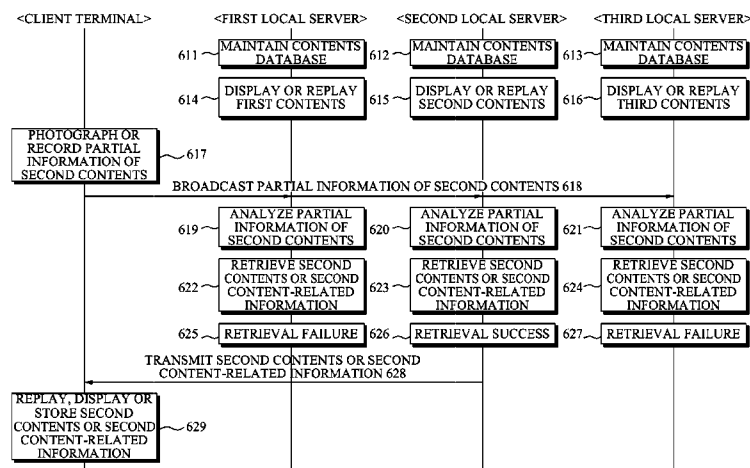 <CLIENT TERMINAL>
<FIRST LOCAL SERVER>
<SECOND LOCAL SERVER>
<THIRD LOCAL SERVER>
611
MAINTAIN CONTENTS
DATABASE
612
MAINTAIN CONTENTS
DATABASE
613
MAINTAIN CONTENTS
DATABASE
614
DISPLAY OR REPLAY
FIRST CONTENTS
615
DISPLAY OR REPLAY
SECOND CONTENTS
616
DISPLAY OR REPLAY
THIRD CONTENTS
PHOTOGRAPH OR
RECORD PARTIAL
INFORMATION OF
SECOND CONTENTS
617
BROADCAST PARTIAL INFORMATION OF SECOND CONTENTS 618
619
ANALYZE PARTIAL
INFORMATION OF
SECOND CONTENTS
620
ANALYZE PARTIAL
INFORMATION OF
SECOND CONTENTS
621
ANALYZE PARTIAL
INFORMATION OF
SECOND CONTENTS
622
RETRIEVE SECOND
CONTENTS OR SECOND
CONTENT-RELATED
INFORMATION
623
RETRIEVE SECOND
CONTENTS OR SECOND
CONTENT-RELATED
INFORMATION
624
RETRIEVE SECOND
CONTENTS OR SECOND
CONTENT-RELATED
INFORMATION
625
RETRIEVAL FAILURE
626
RETRIEVAL SUCCESS
627
RETRIEVAL FAILURE
TRANSMIT SECOND CONTENTS OR SECOND
CONTENT-RELATED INFORMATION 628
REPLAY, DISPLAY OR
STORE SECOND
CONTENTS OR SECOND
CONTENT-RELATED
INFORMATION
629